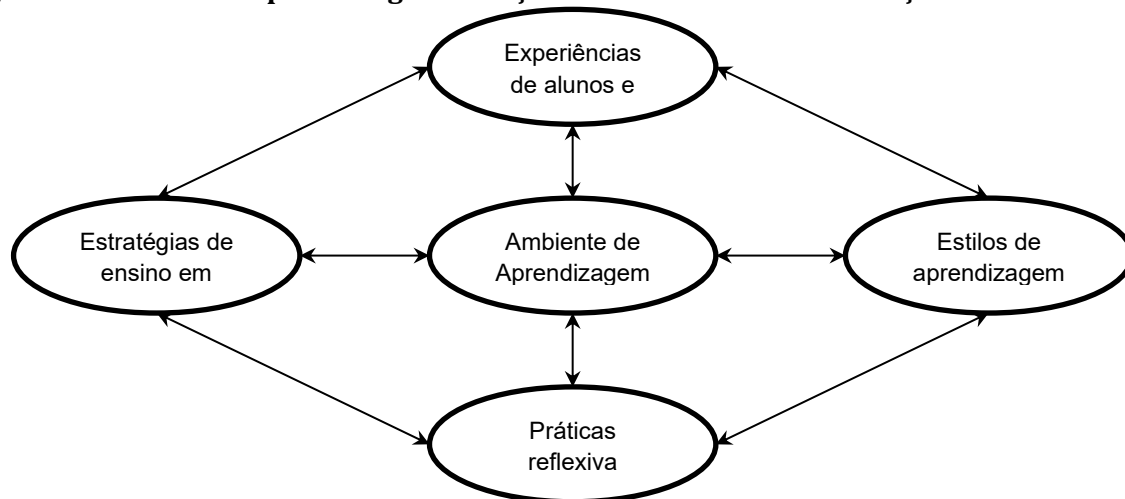 Experiências
de alunos e
Estratégias de
ensino em
Ambiente de
Aprendizagem
Estilos de
aprendizagem
Práticas
reflexiva